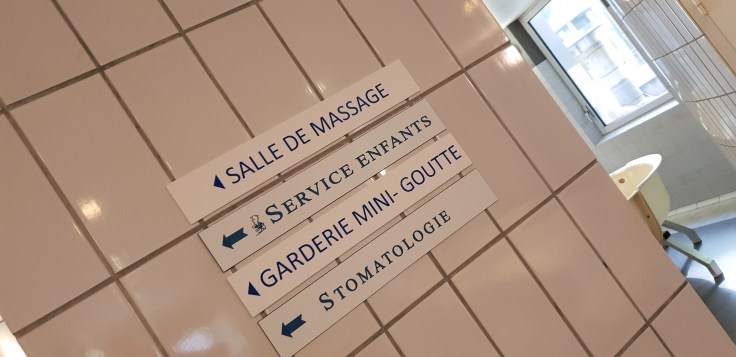 SALLE DE MASSAGE
SERVICE ENFANTS
GARDERIE MINI- GOUTTE
STOMATOLOGIE